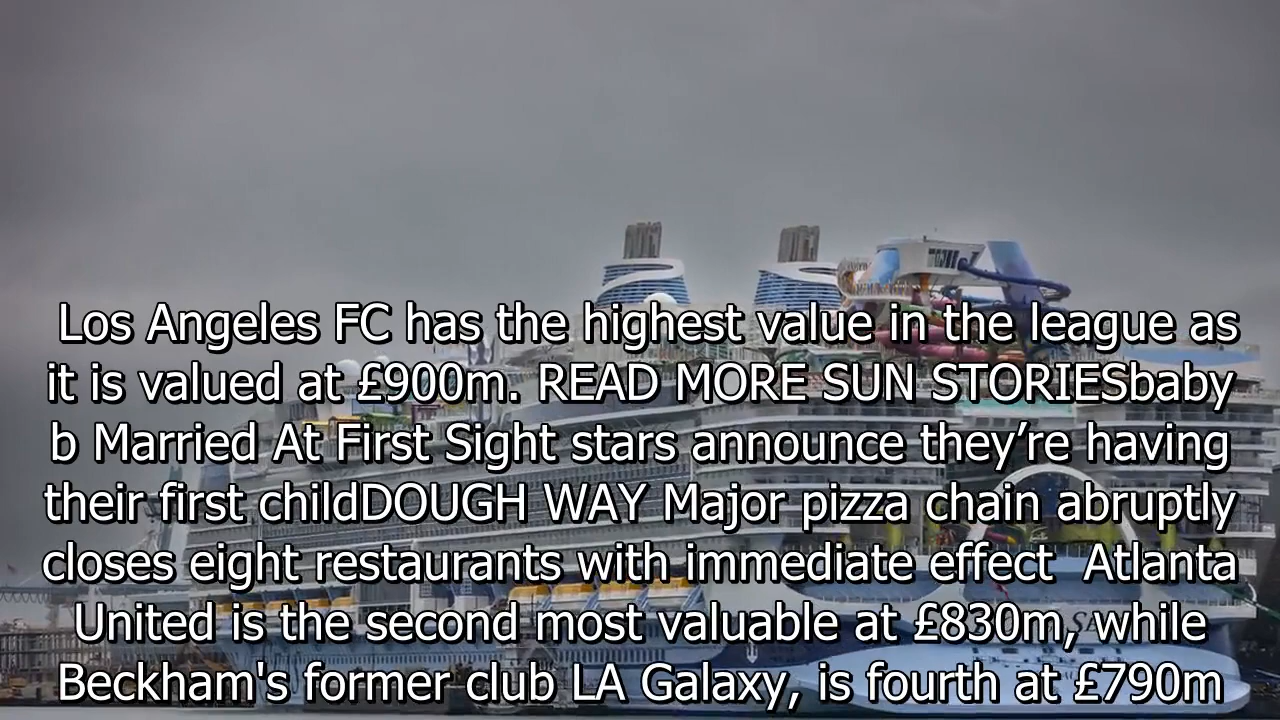 Los Angeles FC has the highest value in the league as
it is valued at £900m. READ MORE SUN STORIESbaby
b Married At First Sight stars announce they’re having
their first childDOUGH WAY Major pizza chain abruptly
closes eight restaurants with immediate effect  Atlanta
United is the second most valuable at £830m, while
Beckham's former club LA Galaxy, is fourth at £790m